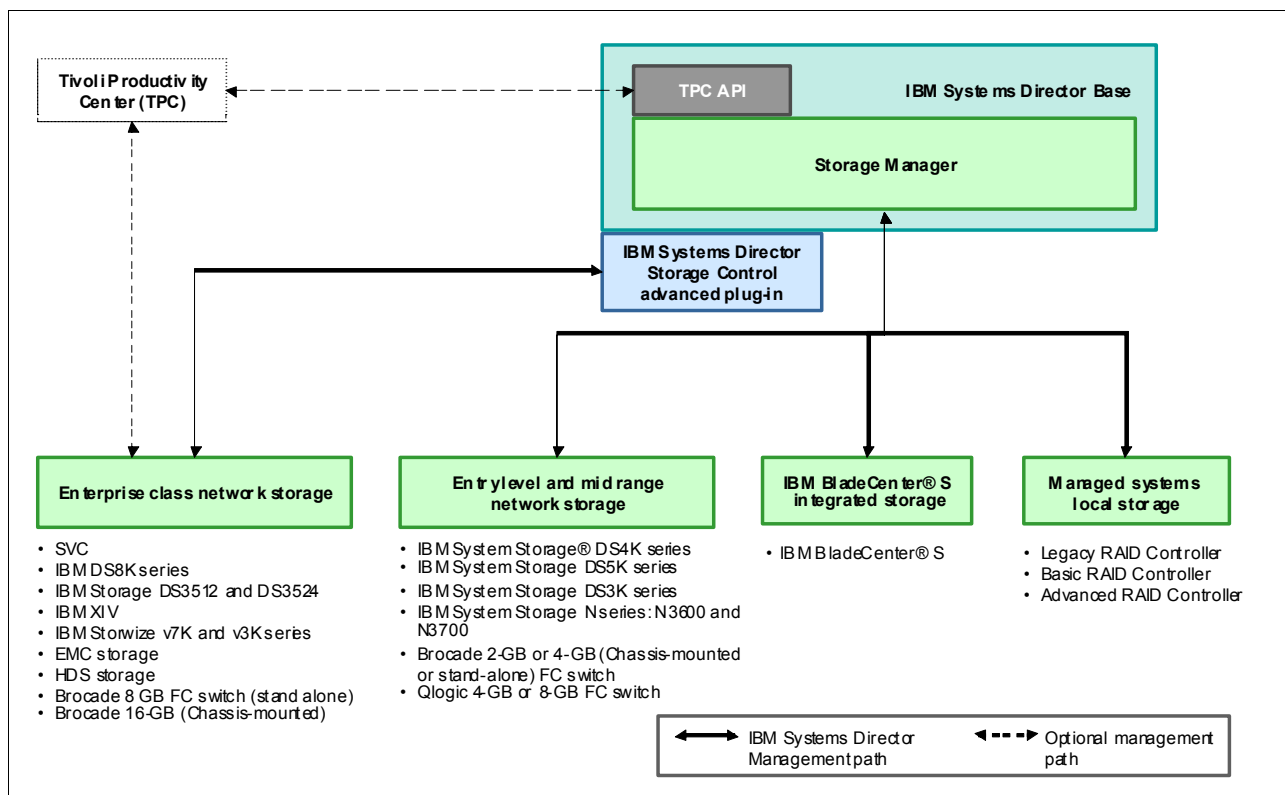 Tivoli Productivity
Center (TPC)
TPC API
IBM Systems Director Base
Storage Manager
IBM Systems Director
Storage Control
advanced plug-in
Enterprise class network storage
Entry level and mid range
network storage
IBM BladeCenter® S
integrated storage
Managed systems
local storage
• SVC
• IBM DS8K series
• IBM Storage DS3512 and DS3524
• IBM XIV
• IBM Storwize v7K and v3K series
• EMC storage
• HDS storage
• Brocade 8 GB FC switch (stand alone)
• Brocade 16-GB (Chassis-mounted)
• IBM System Storage® DS4K series
• IBM System Storage DS5K series
• IBM System Storage DS3K series
• IBM System Storage Nseries: N3600 and
N3700
• Brocade 2-GB or 4-GB (Chassis-mounted
or stand-alone) FC switch
• Qlogic 4-GB or 8-GB FC switch
• IBM BladeCenter® S
• Legacy RAID Controller
• Basic RAID Controller
• Advanced RAID Controller
IBM Systems Director
Management path
Optional management
path